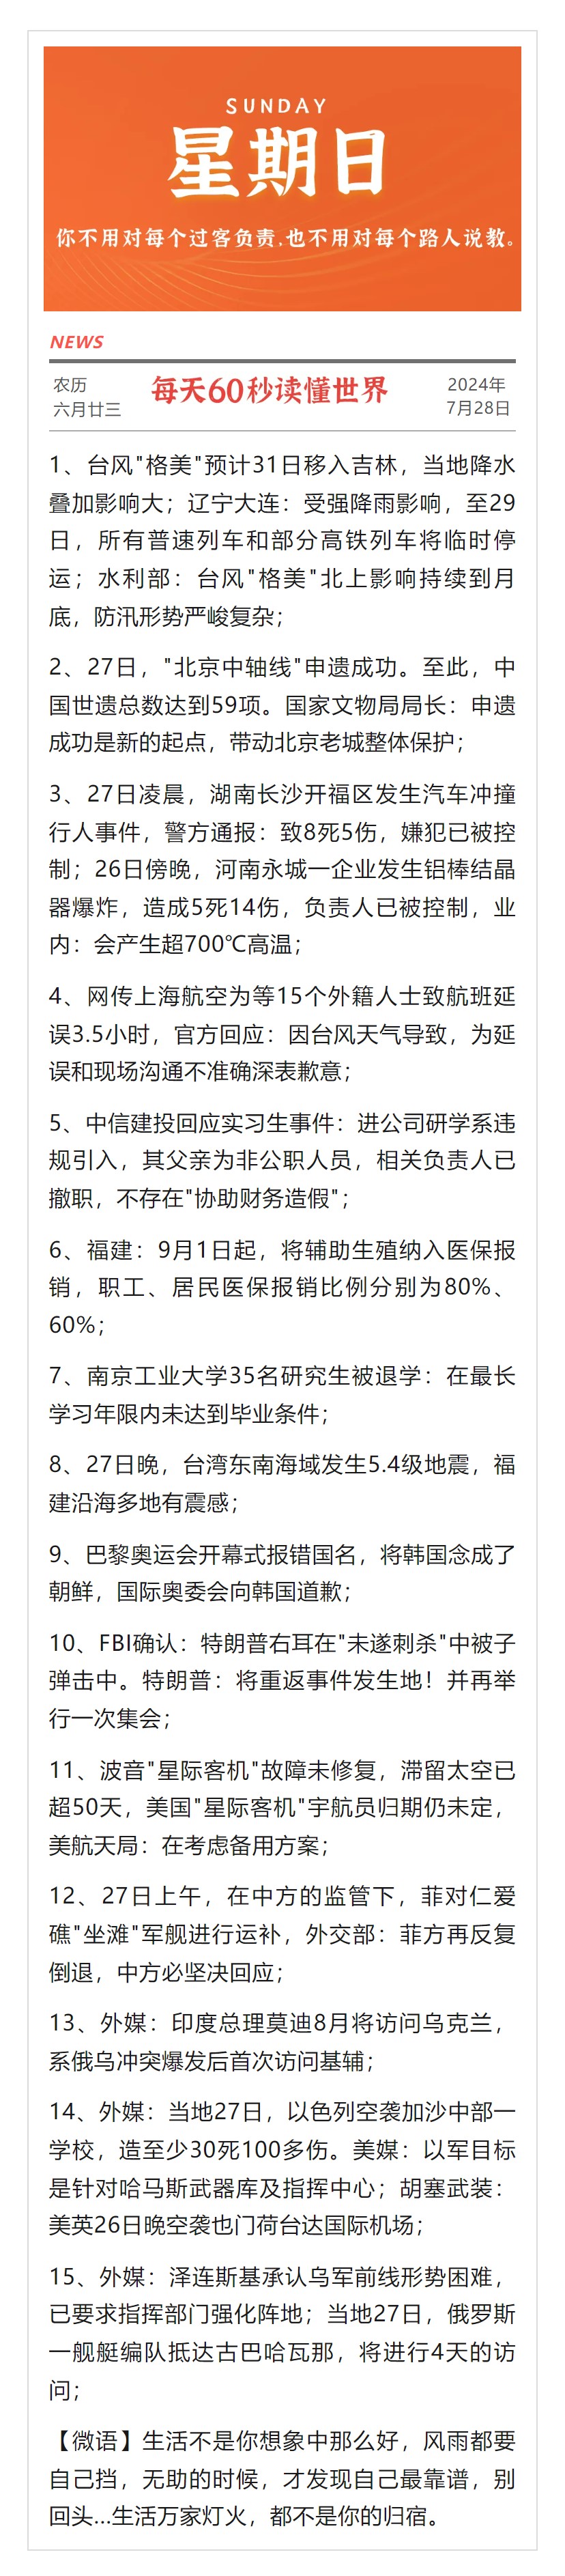 SUNDAY
星期日
你不用对每个过客负责,也不用对每个路人说教。
NEWS
农历
六月廿三
每天60秒读懂世界
2024年
7月28日
1、台风"格美"预计31日移入吉林，当地降水
叠加影响大；辽宁大连：受强降雨影响，至29
日，所有普速列车和部分高铁列车将临时停
运；水利部：台风"格美"北上影响持续到月
底，防汛形势严峻复杂；
2、27日，"北京中轴线"申遗成功。至此，中
国世遗总数达到59项。国家文物局局长：申遗
成功是新的起点，带动北京老城整体保护；
3、27日凌晨，湖南长沙开福区发生汽车冲撞
行人事件，警方通报：致8死5伤，嫌犯已被控
制；26日傍晚，河南永城一企业发生铝棒结晶
器爆炸，造成5死14伤，负责人已被控制，业
内：会产生超700℃高温；
4、网传上海航空为等15个外籍人士致航班延
误3.5小时，官方回应：因台风天气导致，为延
误和现场沟通不准确深表歉意；
5、中信建投回应实习生事件：进公司研学系违
规引入，其父亲为非公职人员，相关负责人已
撤职，不存在"协助财务造假"；
6、福建：9月1日起，将辅助生殖纳入医保报
销，职工、居民医保报销比例分别为80%、
60%；
7、南京工业大学35名研究生被退学：在最长
学习年限内未达到毕业条件；
8、27日晚，台湾东南海域发生5.4级地震，福
建沿海多地有震感；
9、巴黎奥运会开幕式报错国名，将韩国念成了
朝鲜，国际奥委会向韩国道歉；
10、FBI确认：特朗普右耳在"未遂刺杀"中被子
弹击中。特朗普：将重返事件发生地！并再举
行一次集会；
11、波音"星际客机"故障未修复，滞留太空已
超50天，美国"星际客机"宇航员归期仍未定，
美航天局：在考虑备用方案；
12、27日上午，在中方的监管下，菲对仁爱
礁"坐滩"军舰进行运补，外交部：菲方再反复
倒退，中方必坚决回应；
13、外媒：印度总理莫迪8月将访问乌克兰，
系俄乌冲突爆发后首次访问基辅；
14、外媒：当地27日，以色列空袭加沙中部一
学校，造至少30死100多伤。美媒：以军目标
是针对哈马斯武器库及指挥中心；胡塞武装：
美英26日晚空袭也门荷台达国际机场；
15、外媒：泽连斯基承认乌军前线形势困难，
已要求指挥部门强化阵地；当地27日，俄罗斯
一舰艇编队抵达古巴哈瓦那，将进行4天的访
问；
【微语】生活不是你想象中那么好，风雨都要
自己挡，无助的时候，才发现自己最靠谱，别
回头...生活万家灯火，都不是你的归宿。